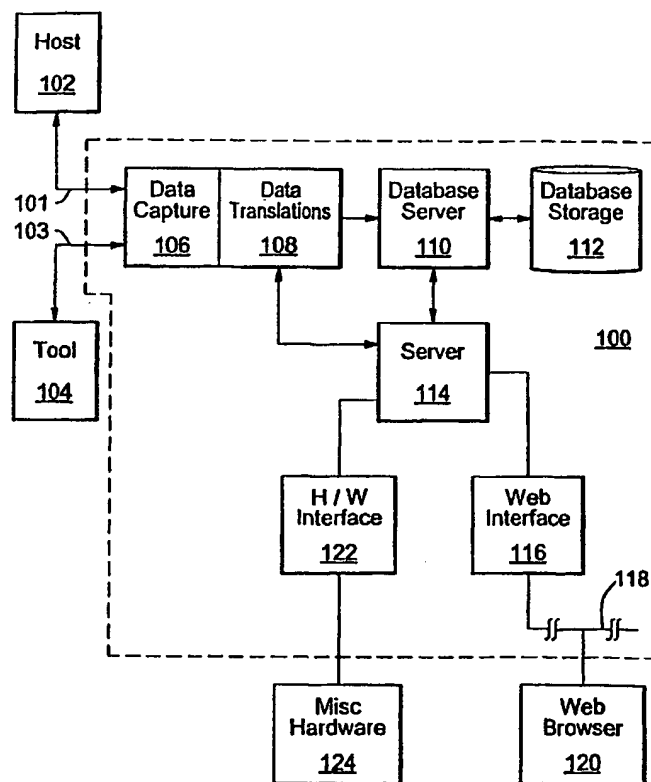 Host
102
101
103
Data
Capture
106
Data
Translations
108
Database
Server
110
Database
Storage
112
Tool
104
Server
114
100
H / W
Interface
122
Web
Interface
116
118
Misc
Hardware
124
Web
Browser
120